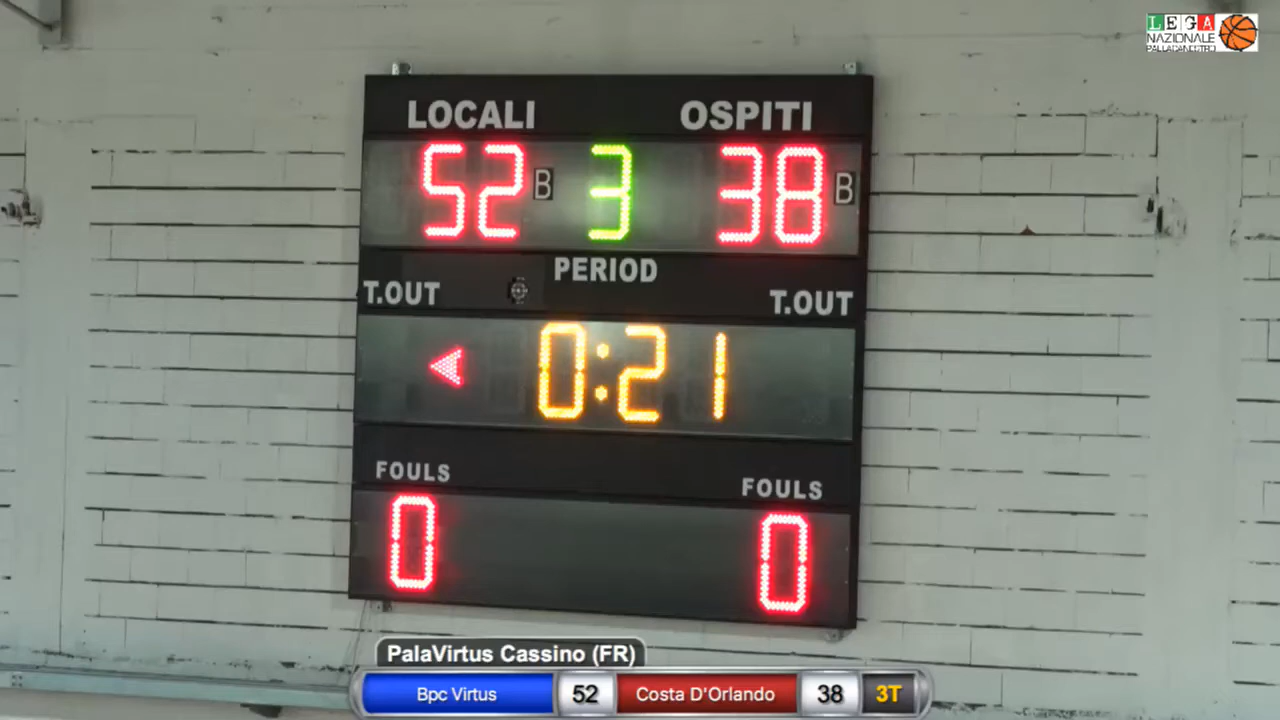 LEGA
NAZIONALE
PALLACANESTRO
LOCALI OSPITI
52 B 3 38 B
PERIOD
T.OUT T.OUT
0:21
FOULS FOULS
0 0
PalaVirtus Cassino (FR)
Bpc Virtus 52 Costa D'Orlando 38 3T